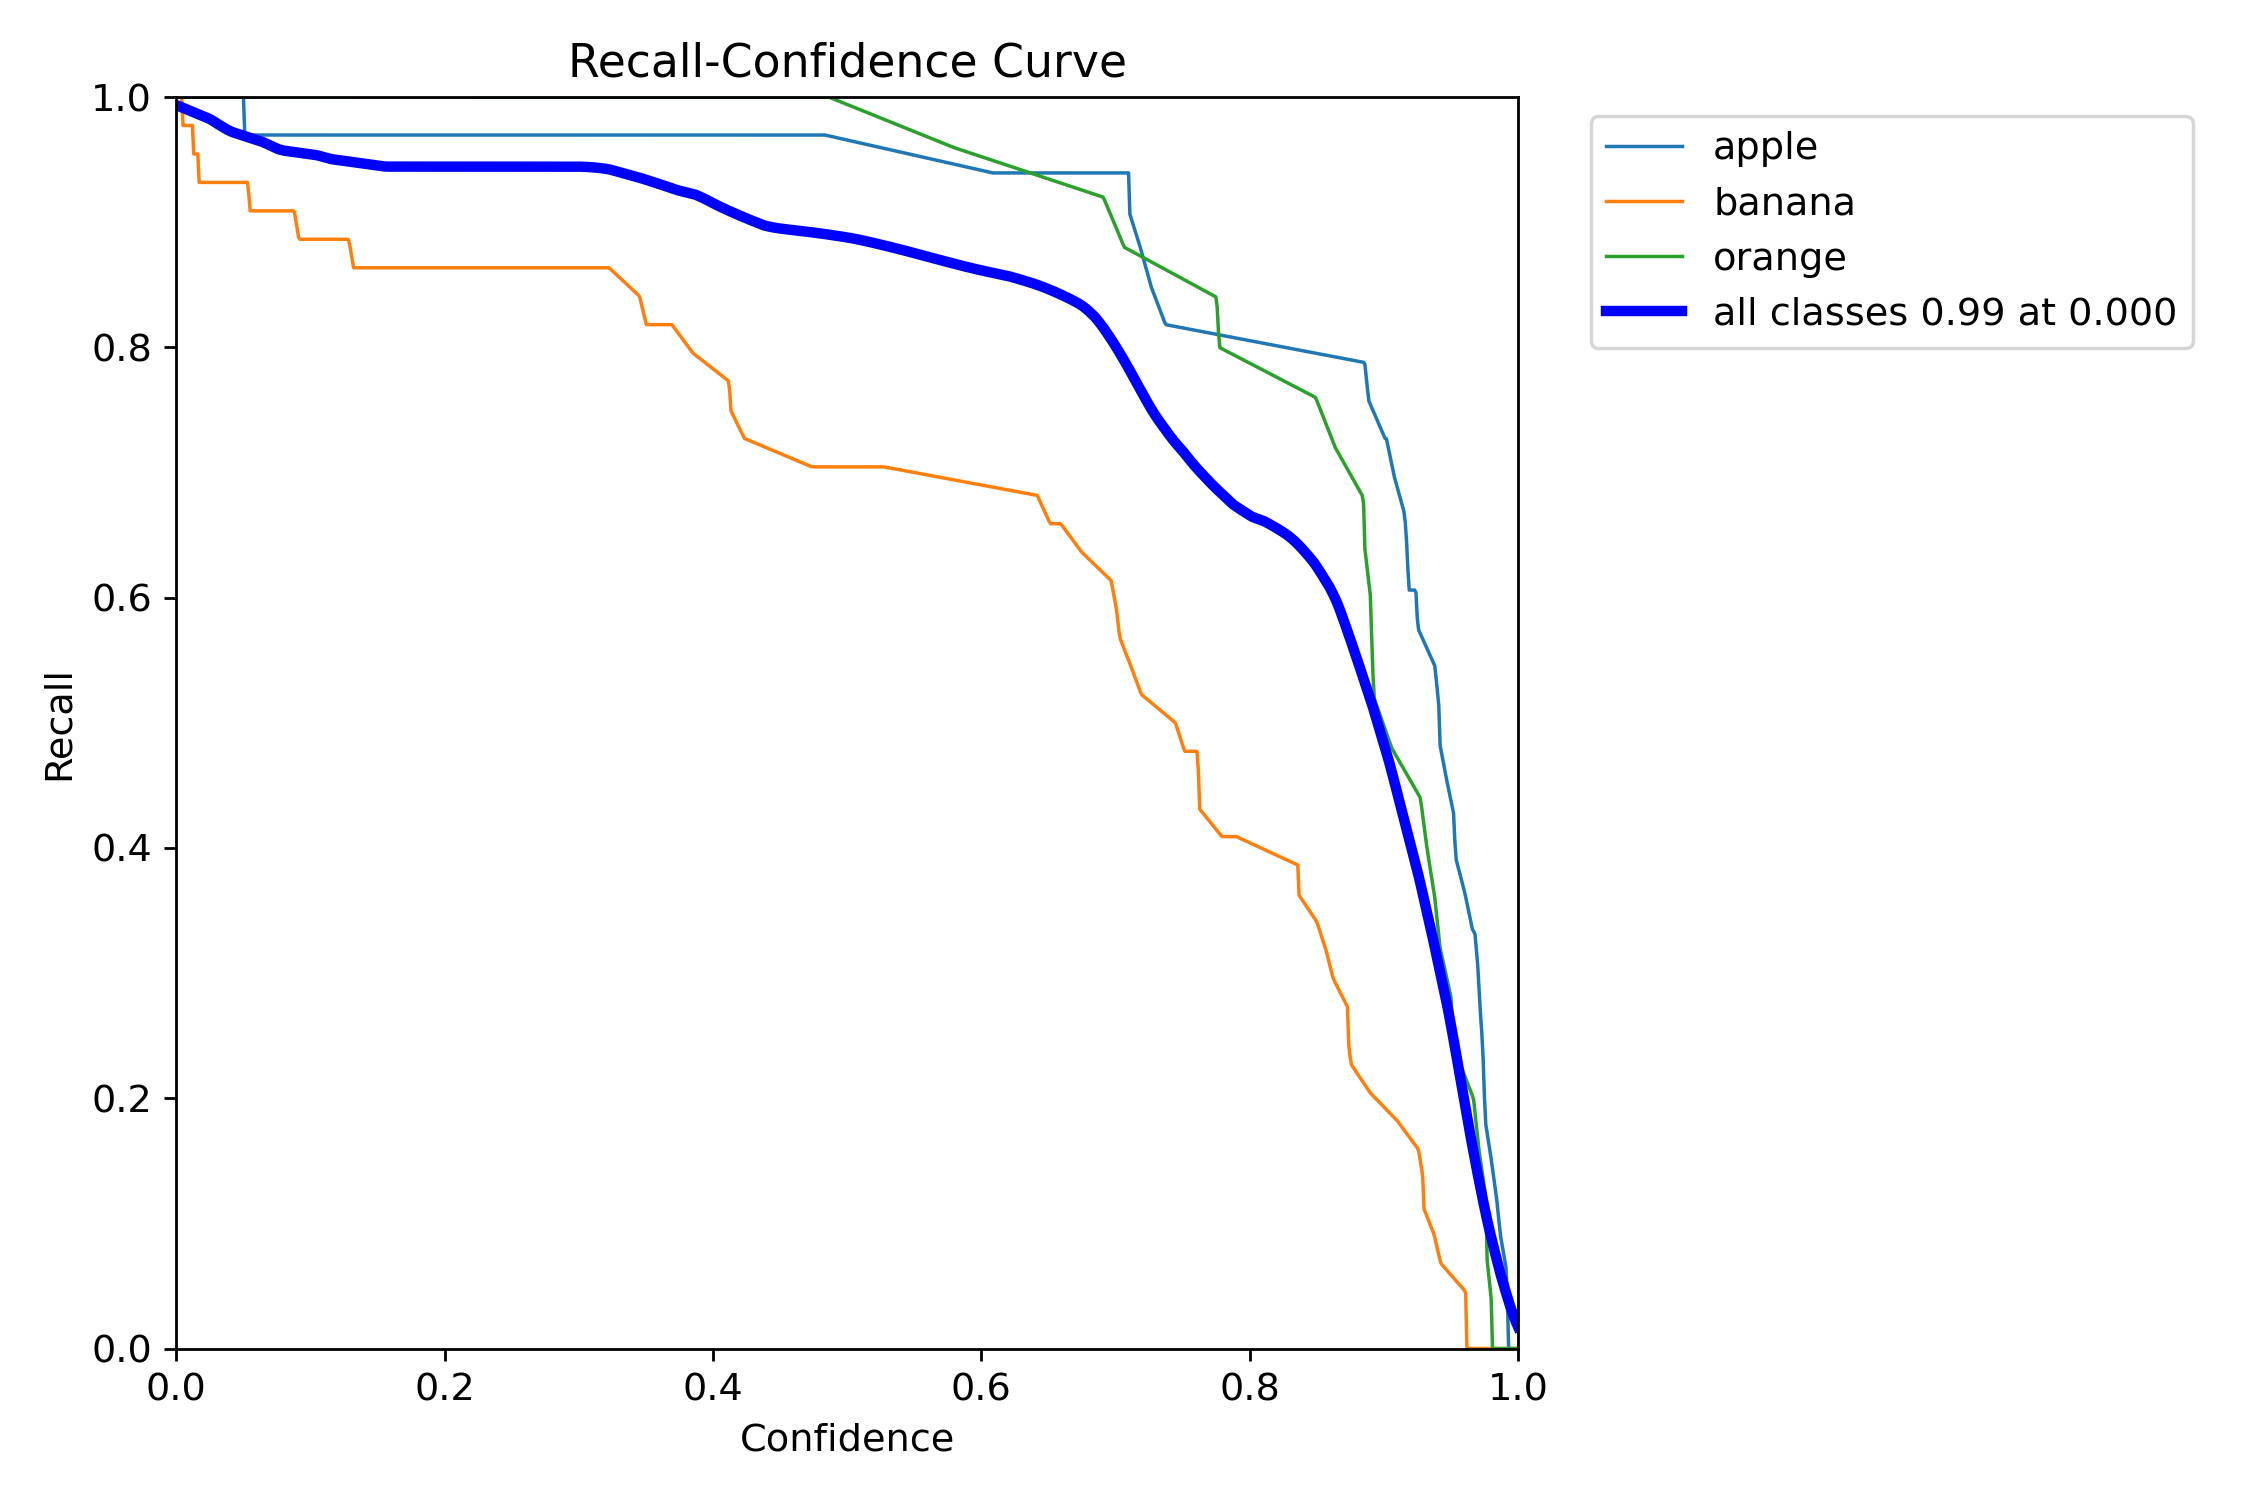 Recall-Confidence Curve
1.0
0.8
0.6
0.4
0.2
0.0
Recall
0.0 0.2 0.4 0.6 0.8 1.0
Confidence
apple
banana
orange
all classes 0.99 at 0.000